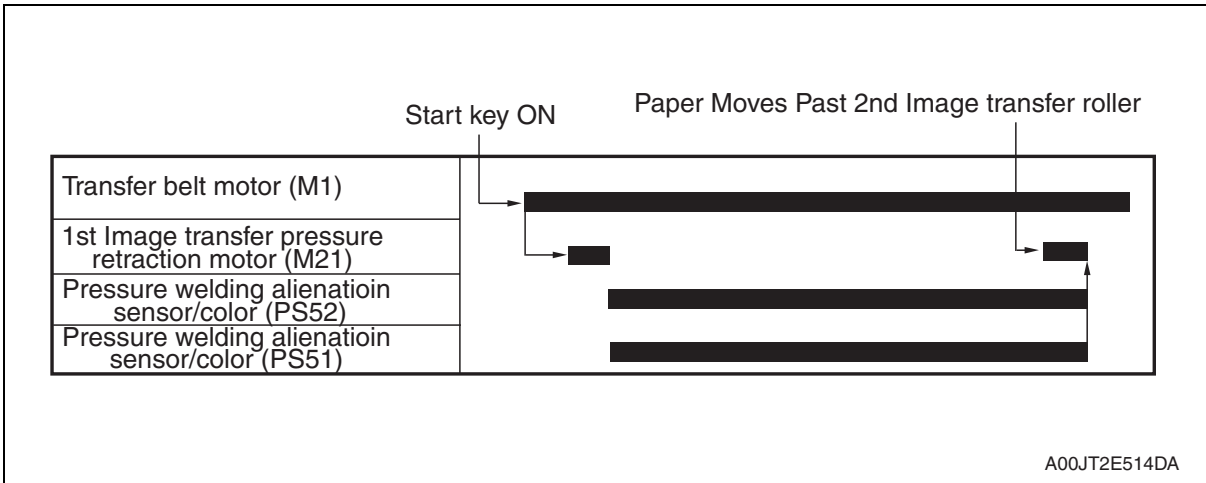 Start key ON
Paper Moves Past 2nd Image transfer roller
Transfer belt motor (M1)
1st Image transfer pressure
retraction motor (M21)
Pressure welding alienatioin
sensor/color (PS52)
Pressure welding alienatioin
sensor/color (PS51)
A00JT2E514DA